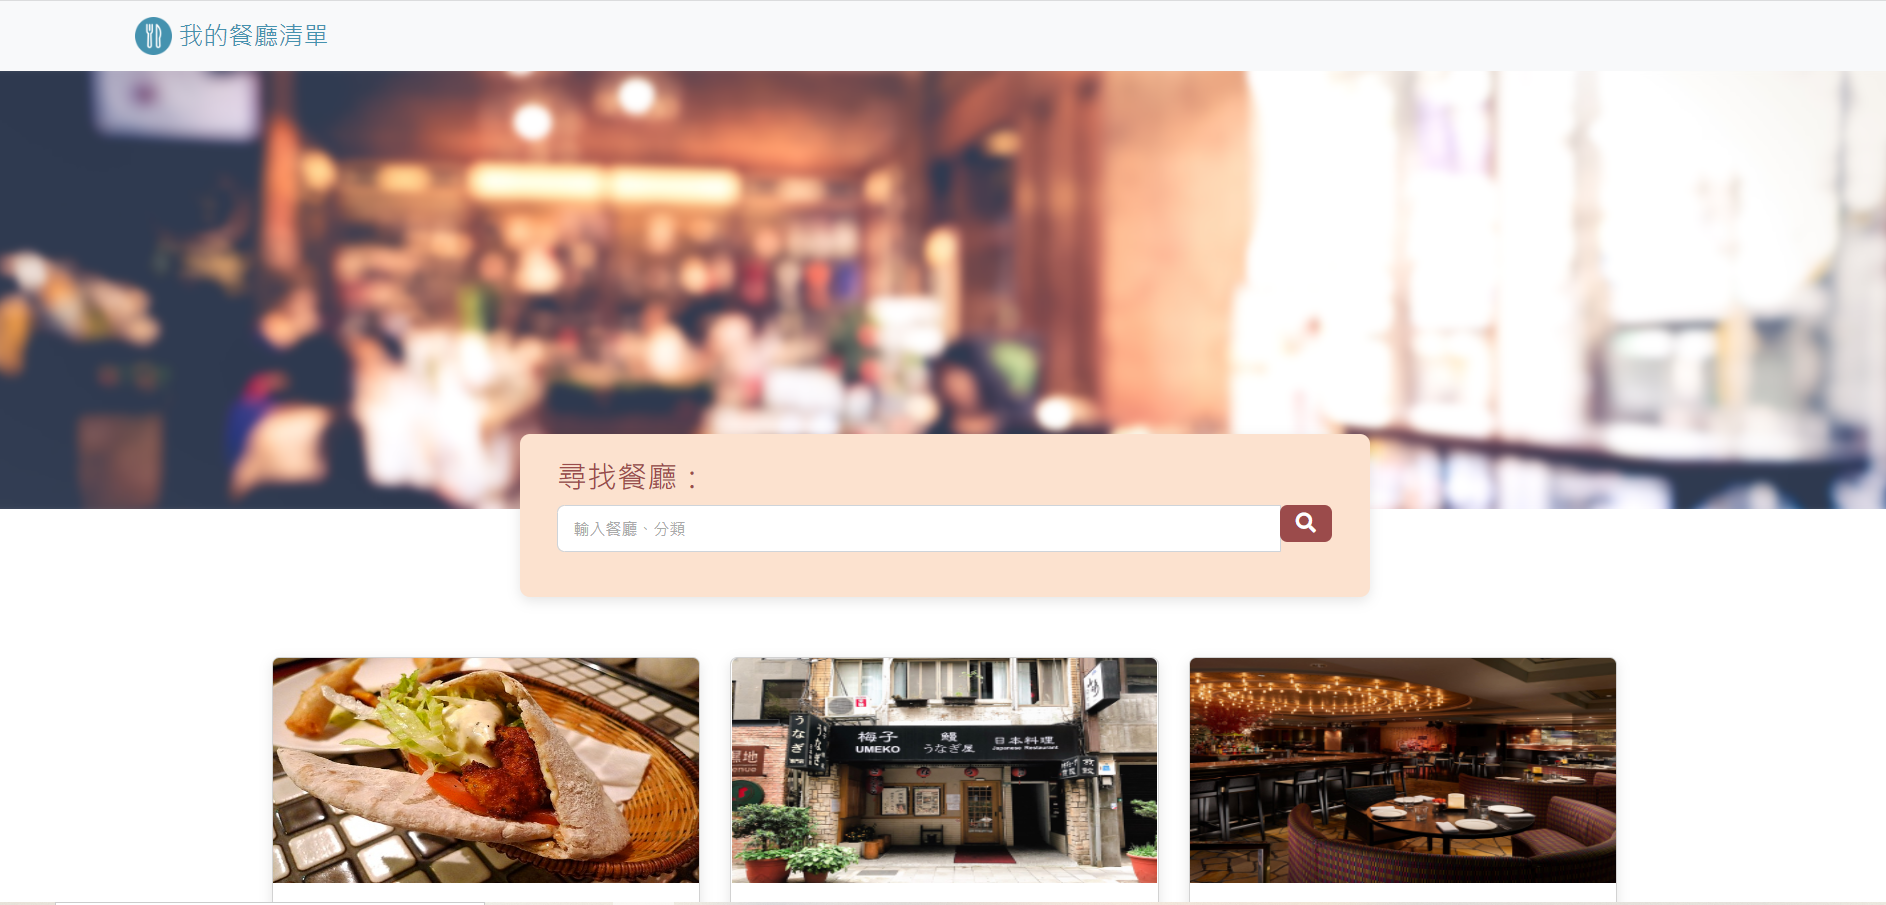 我的餐廳清單
尋找餐廳：
輸入餐廳、分類
梅子
UMEKO
鰻
うなぎ屋
日本料理
Japanese Restaurant
うなぎ